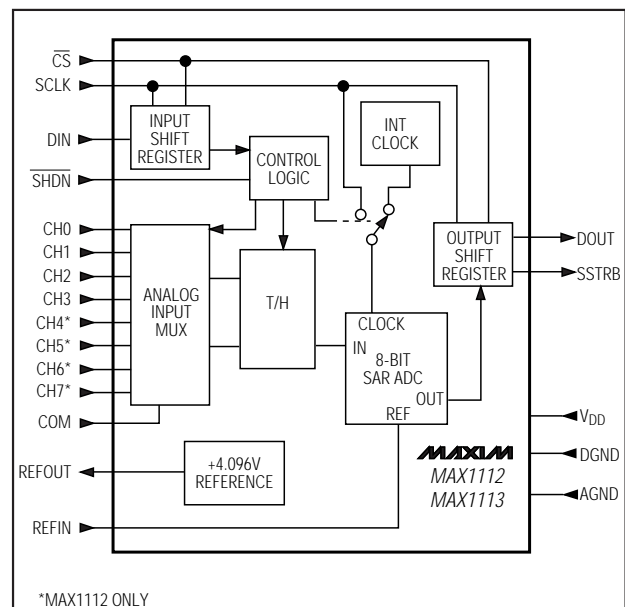 CS
SCLK
DIN
SHDN
CH0
CH1
CH2
CH3
CH4*
CH5*
CH6*
CH7*
COM
REFOUT
REFIN
INPUT
SHIFT
REGISTER
CONTROL
LOGIC
INT
CLOCK
ANALOG
INPUT
MUX
T/H
CLOCK
IN
8-BIT
SAR ADC
OUT
REF
OUTPUT
SHIFT
REGISTER
+4.096V
REFERENCE
DOUT
SSTRB
VDD
DGND
AGND
MAXIM
MAX1112
MAX1113
*MAX1112 ONLY